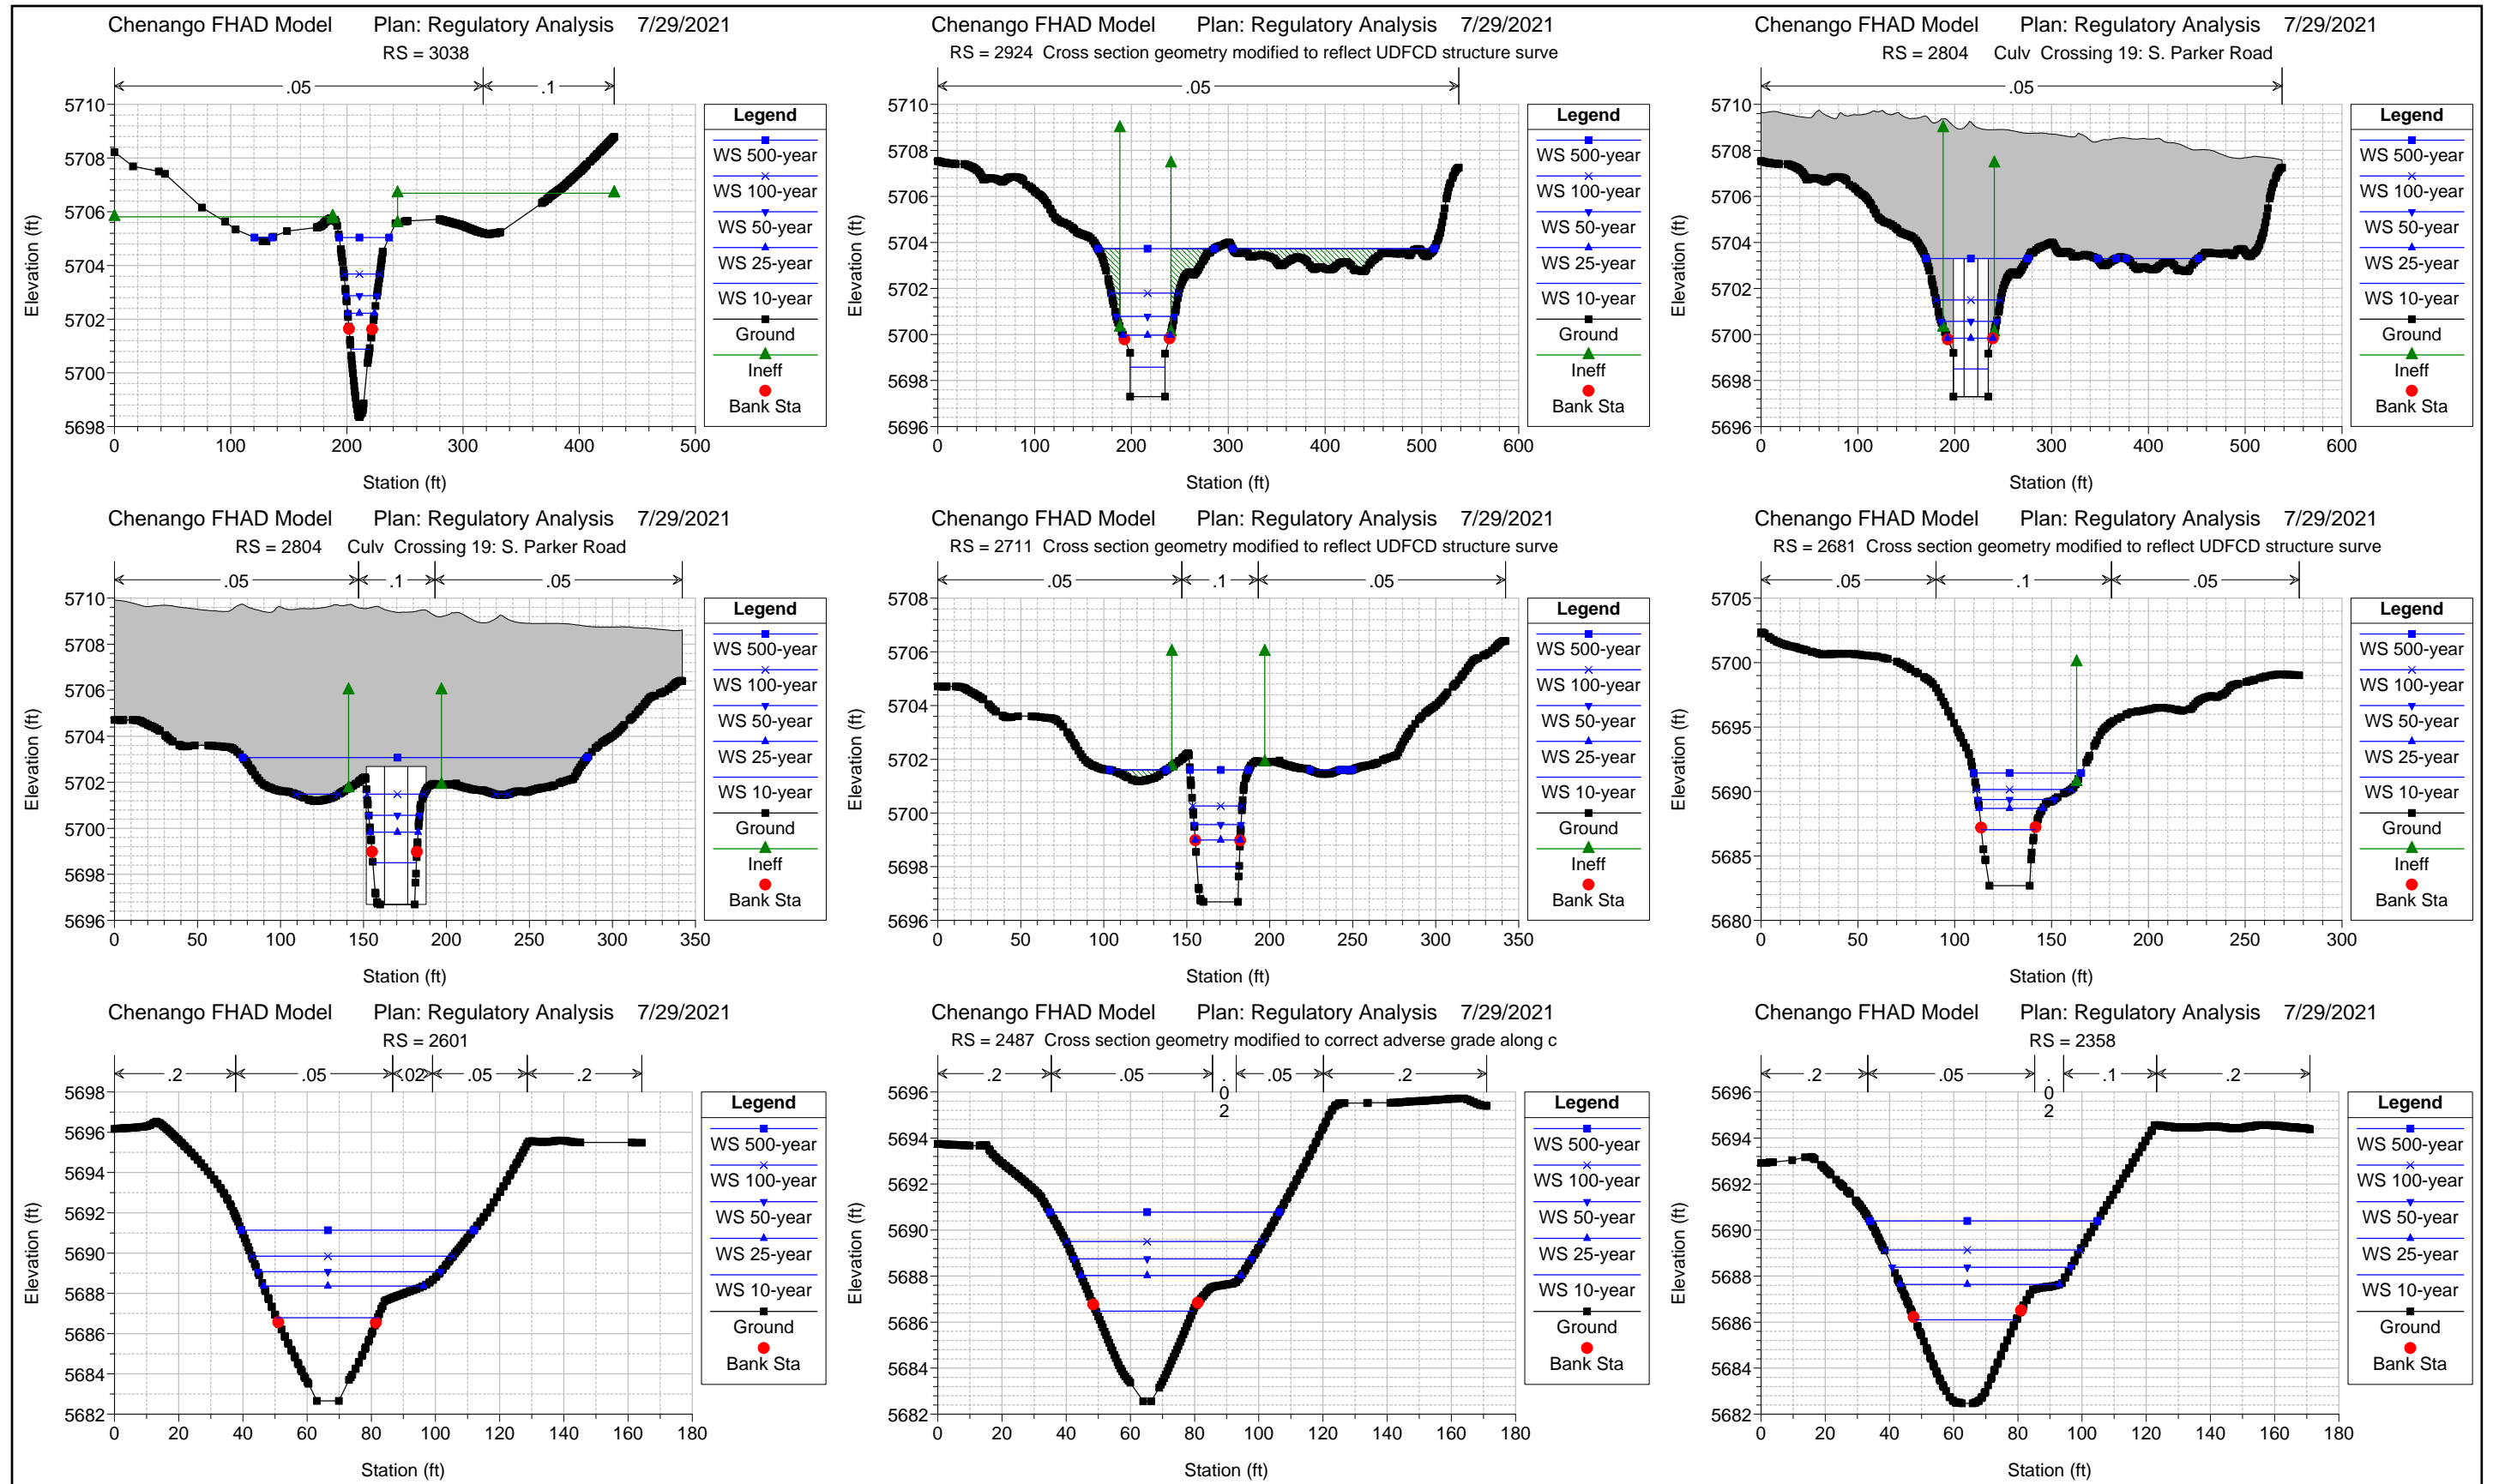 Chenango FHAD Model Plan: Regulatory Analysis 7/29/2021
RS = 3038
.05 .1
5710
5708
5706
5704
5702
5700
5698
Elevation (ft)
0 100 200 300 400 500
Station (ft)
Legend
WS 500-year
WS 100-year
WS 50-year
WS 25-year
WS 10-year
Ground
Ineff
Bank Sta
Chenango FHAD Model Plan: Regulatory Analysis 7/29/2021
RS = 2924 Cross section geometry modified to reflect UDFCD structure surve
.05
5710
5708
5706
5704
5702
5700
5698
5696
Elevation (ft)
0 100 200 300 400 500 600
Station (ft)
Legend
WS 500-year
WS 100-year
WS 50-year
WS 25-year
WS 10-year
Ground
Ineff
Bank Sta
Chenango FHAD Model Plan: Regulatory Analysis 7/29/2021
RS = 2804 Culv Crossing 19: S. Parker Road
.05
5710
5708
5706
5704
5702
5700
5698
5696
Elevation (ft)
0 100 200 300 400 500 600
Station (ft)
Legend
WS 500-year
WS 100-year
WS 50-year
WS 25-year
WS 10-year
Ground
Ineff
Bank Sta
Chenango FHAD Model Plan: Regulatory Analysis 7/29/2021
RS = 2804 Culv Crossing 19: S. Parker Road
.05 .1 .05
5710
5708
5706
5704
5702
5700
5698
5696
Elevation (ft)
0 50 100 150 200 250 300 350
Station (ft)
Legend
WS 500-year
WS 100-year
WS 50-year
WS 25-year
WS 10-year
Ground
Ineff
Bank Sta
Chenango FHAD Model Plan: Regulatory Analysis 7/29/2021
RS = 2711 Cross section geometry modified to reflect UDFCD structure surve
.05 .1 .05
5708
5706
5704
5702
5700
5698
5696
Elevation (ft)
0 50 100 150 200 250 300 350
Station (ft)
Legend
WS 500-year
WS 100-year
WS 50-year
WS 25-year
WS 10-year
Ground
Ineff
Bank Sta
Chenango FHAD Model Plan: Regulatory Analysis 7/29/2021
RS = 2681 Cross section geometry modified to reflect UDFCD structure surve
.05 .1 .05
5705
5700
5695
5690
5685
5680
Elevation (ft)
0 50 100 150 200 250 300
Station (ft)
Legend
WS 500-year
WS 100-year
WS 50-year
WS 25-year
WS 10-year
Ground
Ineff
Bank Sta
Chenango FHAD Model Plan: Regulatory Analysis 7/29/2021
RS = 2601
.2 .05 .02 .05 .2
5698
5696
5694
5692
5690
5688
5686
5684
5682
Elevation (ft)
0 20 40 60 80 100 120 140 160 180
Station (ft)
Legend
WS 500-year
WS 100-year
WS 50-year
WS 25-year
WS 10-year
Ground
Bank Sta
Chenango FHAD Model Plan: Regulatory Analysis 7/29/2021
RS = 2487 Cross section geometry modified to correct adverse grade along c
.2 .05 .02 .05 .2
5696
5694
5692
5690
5688
5686
5684
5682
Elevation (ft)
0 20 40 60 80 100 120 140 160 180
Station (ft)
Legend
WS 500-year
WS 100-year
WS 50-year
WS 25-year
WS 10-year
Ground
Bank Sta
Chenango FHAD Model Plan: Regulatory Analysis 7/29/2021
RS = 2358
.2 .05 .02 .1 .2
5696
5694
5692
5690
5688
5686
5684
5682
Elevation (ft)
0 20 40 60 80 100 120 140 160 180
Station (ft)
Legend
WS 500-year
WS 100-year
WS 50-year
WS 25-year
WS 10-year
Ground
Bank Sta